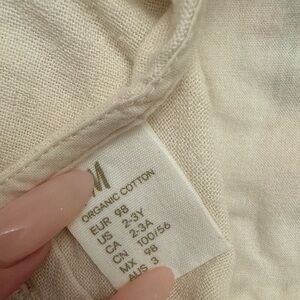 M
ORGANIC COTTON
EUR 98
US 2-3Y
CA 2-3A
CN 100/56
MX 98
AUS 3